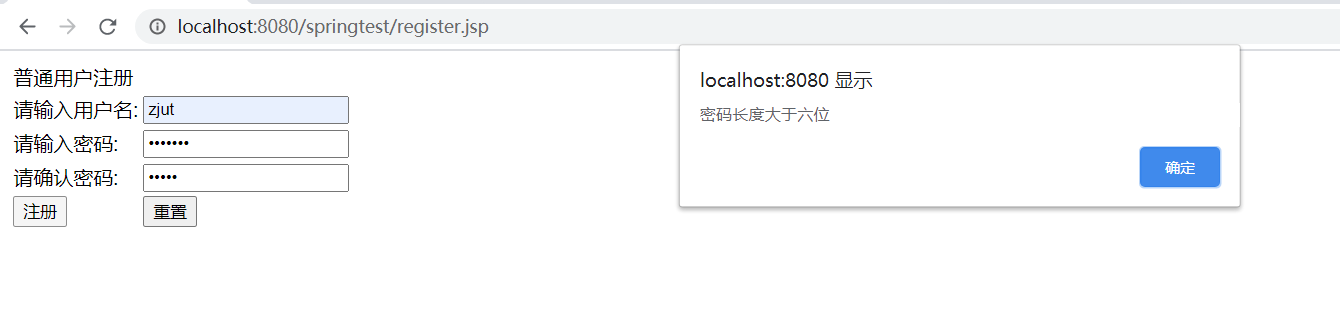 localhost:8080/springtest/register.jsp
普通用户注册
请输入用户名: zjut
请输入密码: •••••••
请确认密码: •••••
注册 重置
localhost:8080 显示
密码长度大于六位
确定